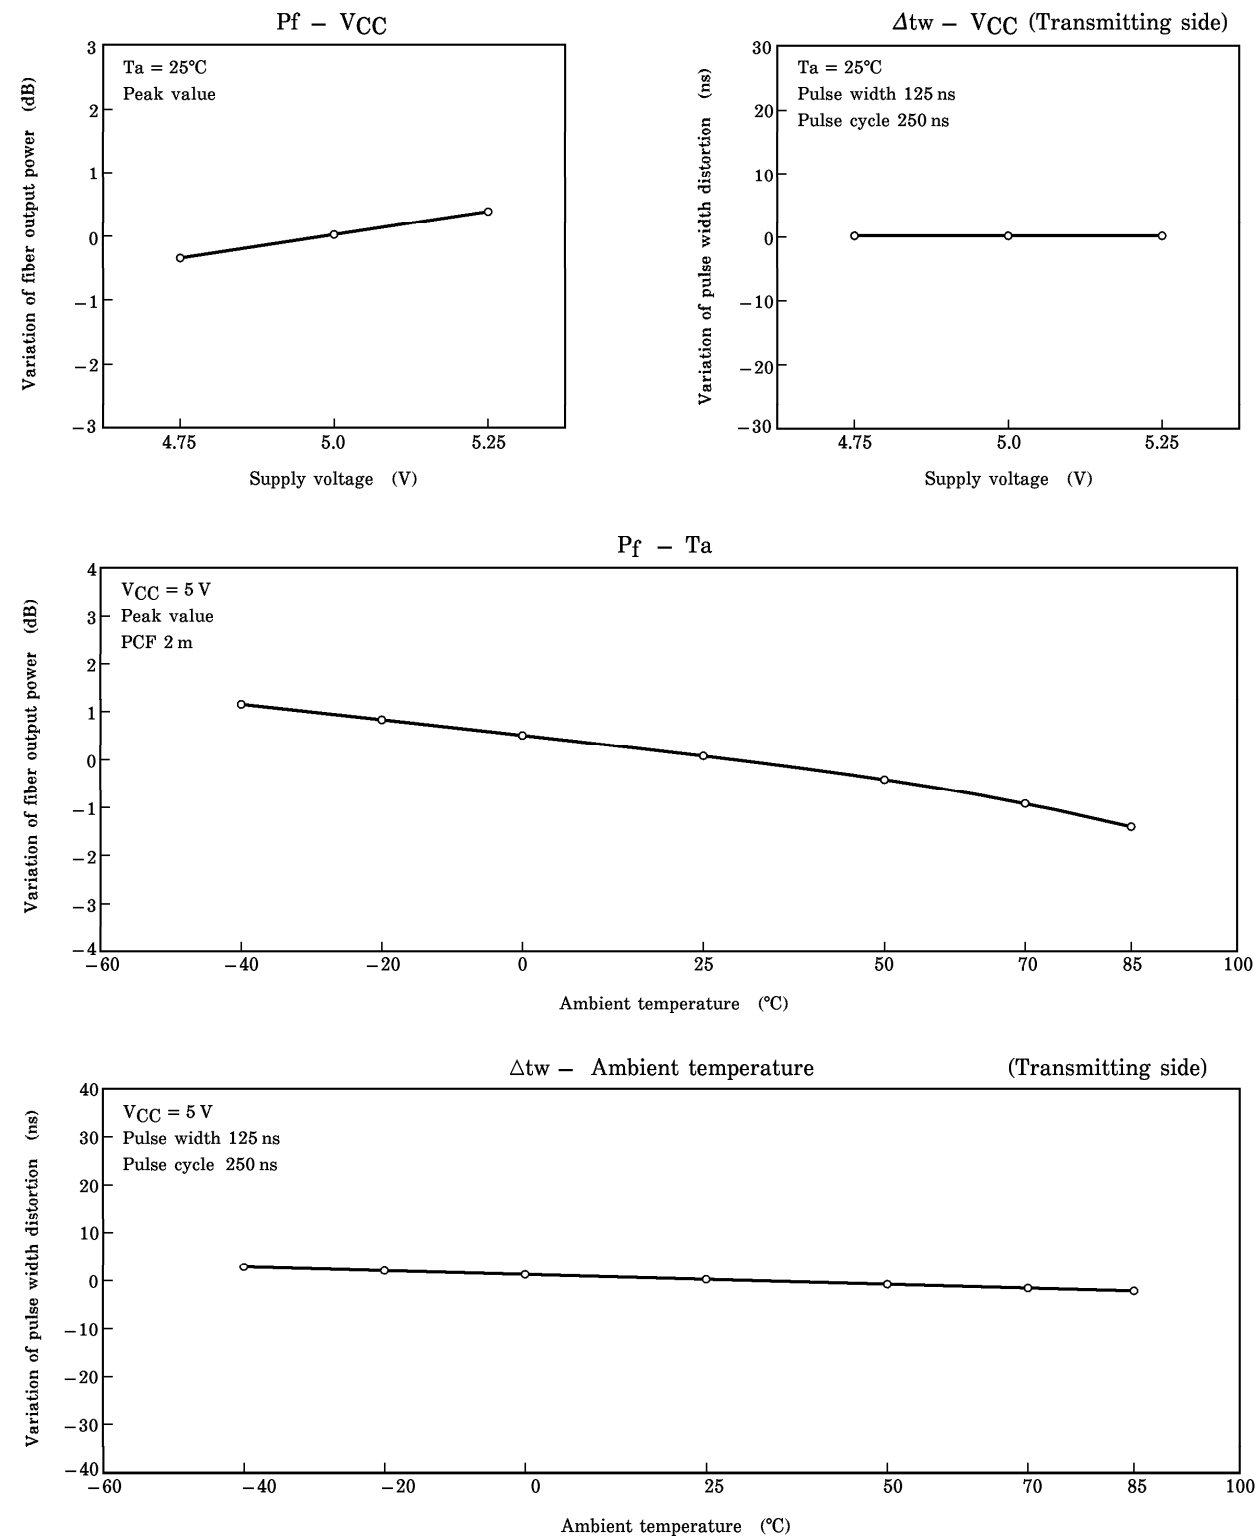 Pf – VCC
3
2
1
0
−1
−2
−3
Variation of fiber output power (dB)
Ta = 25°C
Peak value
4.75 5.0 5.25
Supply voltage (V)
Δtw – VCC (Transmitting side)
30
20
10
0
−10
−20
−30
Variation of pulse width distortion (ns)
Ta = 25°C
Pulse width 125 ns
Pulse cycle 250 ns
4.75 5.0 5.25
Supply voltage (V)
Pf – Ta
4
3
2
1
0
−1
−2
−3
−4
Variation of fiber output power (dB)
VCC = 5 V
Peak value
PCF 2 m
−60 −40 −20 0 25 50 70 85 100
Ambient temperature (°C)
Δtw – Ambient temperature (Transmitting side)
40
30
20
10
0
−10
−20
−30
−40
Variation of pulse width distortion (ns)
VCC = 5 V
Pulse width 125 ns
Pulse cycle 250 ns
−60 −40 −20 0 25 50 70 85 100
Ambient temperature (°C)